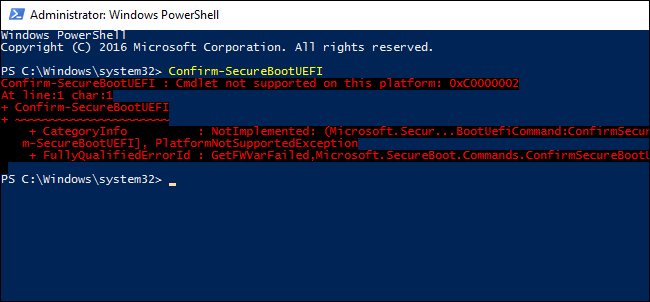 Administrator: Windows PowerShell
Windows PowerShell
Copyright (C) 2016 Microsoft Corporation. All rights reserved.
PS C:\Windows\system32> Confirm-SecureBootUEFI
Confirm-SecureBootUEFI : Cmdlet not supported on this platform: 0xC0000002
At line:1 char:1
+ Confirm-SecureBootUEFI
+ ~~~~~~~~~~~~~~~~~~~~~~
+ CategoryInfo : NotImplemented: (Microsoft.Secur...BootUefiCommand:ConfirmSecur
m-SecureBootUEFI], PlatformNotSupportedException
+ FullyQualifiedErrorId : GetFWVarFailed,Microsoft.SecureBoot.Commands.ConfirmSecureBootU
PS C:\Windows\system32> _